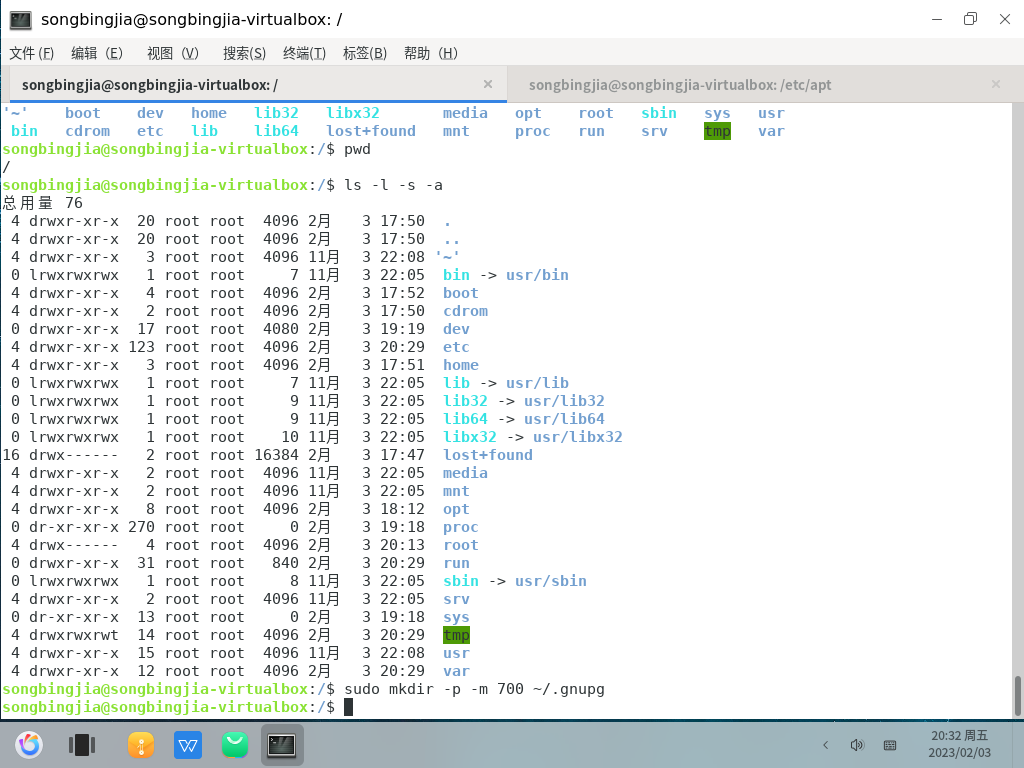 songbingjia@songbingjia-virtualbox: /
文件 (F) 编辑（E） 视图（V） 搜索(S) 终端(T) 标签(B) 帮助（H）
songbingjia@songbingjia-virtualbox: / × songbingjia@songbingjia-virtualbox: /etc/apt ×
'~' boot dev home lib32 libx32 media opt root sbin sys usr
bin cdrom etc lib lib64 lost+found mnt proc run srv tmp var
songbingjia@songbingjia-virtualbox:/$ pwd
/
songbingjia@songbingjia-virtualbox:/$ ls -l -s -a
总用量 76
4 drwxr-xr-x 20 root root 4096 2月 3 17:50 .
4 drwxr-xr-x 20 root root 4096 2月 3 17:50 ..
4 drwxr-xr-x 3 root root 4096 11月 3 22:08 '~'
0 lrwxrwxrwx 1 root root 7 11月 3 22:05 bin -> usr/bin
4 drwxr-xr-x 4 root root 4096 2月 3 17:52 boot
4 drwxr-xr-x 2 root root 4096 2月 3 17:50 cdrom
0 drwxr-xr-x 17 root root 4080 2月 3 19:19 dev
4 drwxr-xr-x 123 root root 4096 2月 3 20:29 etc
4 drwxr-xr-x 3 root root 4096 2月 3 17:51 home
0 lrwxrwxrwx 1 root root 7 11月 3 22:05 lib -> usr/lib
0 lrwxrwxrwx 1 root root 9 11月 3 22:05 lib32 -> usr/lib32
0 lrwxrwxrwx 1 root root 9 11月 3 22:05 lib64 -> usr/lib64
0 lrwxrwxrwx 1 root root 10 11月 3 22:05 libx32 -> usr/libx32
16 drwx------ 2 root root 16384 2月 3 17:47 lost+found
4 drwxr-xr-x 2 root root 4096 11月 3 22:05 media
4 drwxr-xr-x 2 root root 4096 11月 3 22:05 mnt
4 drwxr-xr-x 8 root root 4096 2月 3 18:12 opt
0 dr-xr-xr-x 270 root root 0 2月 3 19:18 proc
4 drwx------ 4 root root 4096 2月 3 20:13 root
0 drwxr-xr-x 31 root root 840 2月 3 20:29 run
0 lrwxrwxrwx 1 root root 8 11月 3 22:05 sbin -> usr/sbin
4 drwxr-xr-x 2 root root 4096 11月 3 22:05 srv
0 dr-xr-xr-x 13 root root 0 2月 3 19:18 sys
4 drwxrwxrwt 14 root root 4096 2月 3 20:29 tmp
4 drwxr-xr-x 15 root root 4096 11月 3 22:08 usr
4 drwxr-xr-x 12 root root 4096 2月 3 20:29 var
songbingjia@songbingjia-virtualbox:/$ sudo mkdir -p -m 700 ~/.gnupg
songbingjia@songbingjia-virtualbox:/$
20:32 周五
2023/02/03